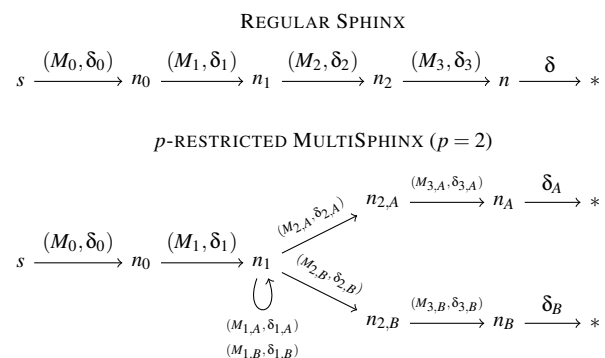 REGULAR SPHINX
(M₀,δ₀) (M₁,δ₁) (M₂,δ₂) (M₃,δ₃) δ
s n₀ n₁ n₂ n *
p-RESTRICTED MULTISPHINX (p = 2)
(M₃,A,δ₃,A) δA
n₂,A nA *
(M₂,A,δ₂,A)
(M₀,δ₀) (M₁,δ₁)
s n₀ n₁
(M₂,B,δ₂,B)
(M₃,B,δ₃,B) δB
n₂,B nB *
(M₁,A,δ₁,A)
(M₁,B,δ₁,B)